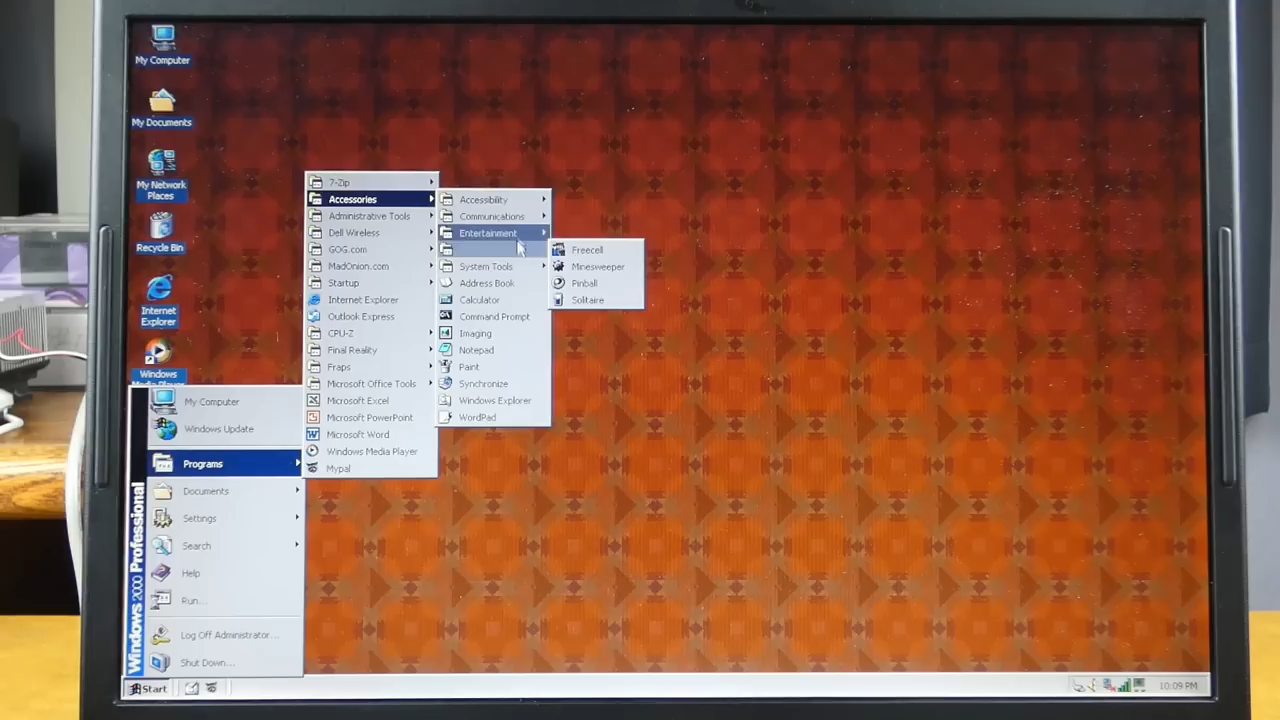 My Computer
My Documents
My Network
Places
Recycle Bin
Internet
Explorer
Windows
Media Player
My Computer
Windows Update
Programs
Documents
Settings
Search
Help
Run...
Log Off Administrator...
Shut Down...
Windows 2000 Professional
7-Zip
Accessories
Administrative Tools
Dell Wireless
GOG.com
MadOnion.com
Startup
Internet Explorer
Outlook Express
CPU-Z
Final Reality
Fraps
Microsoft Office Tools
Microsoft Excel
Microsoft PowerPoint
Microsoft Word
Windows Media Player
Mypal
Accessibility
Communications
Entertainment
System Tools
Address Book
Calculator
Command Prompt
Imaging
Notepad
Paint
Synchronize
Windows Explorer
WordPad
Freecell
Minesweeper
Pinball
Solitaire
Start
10:09 PM